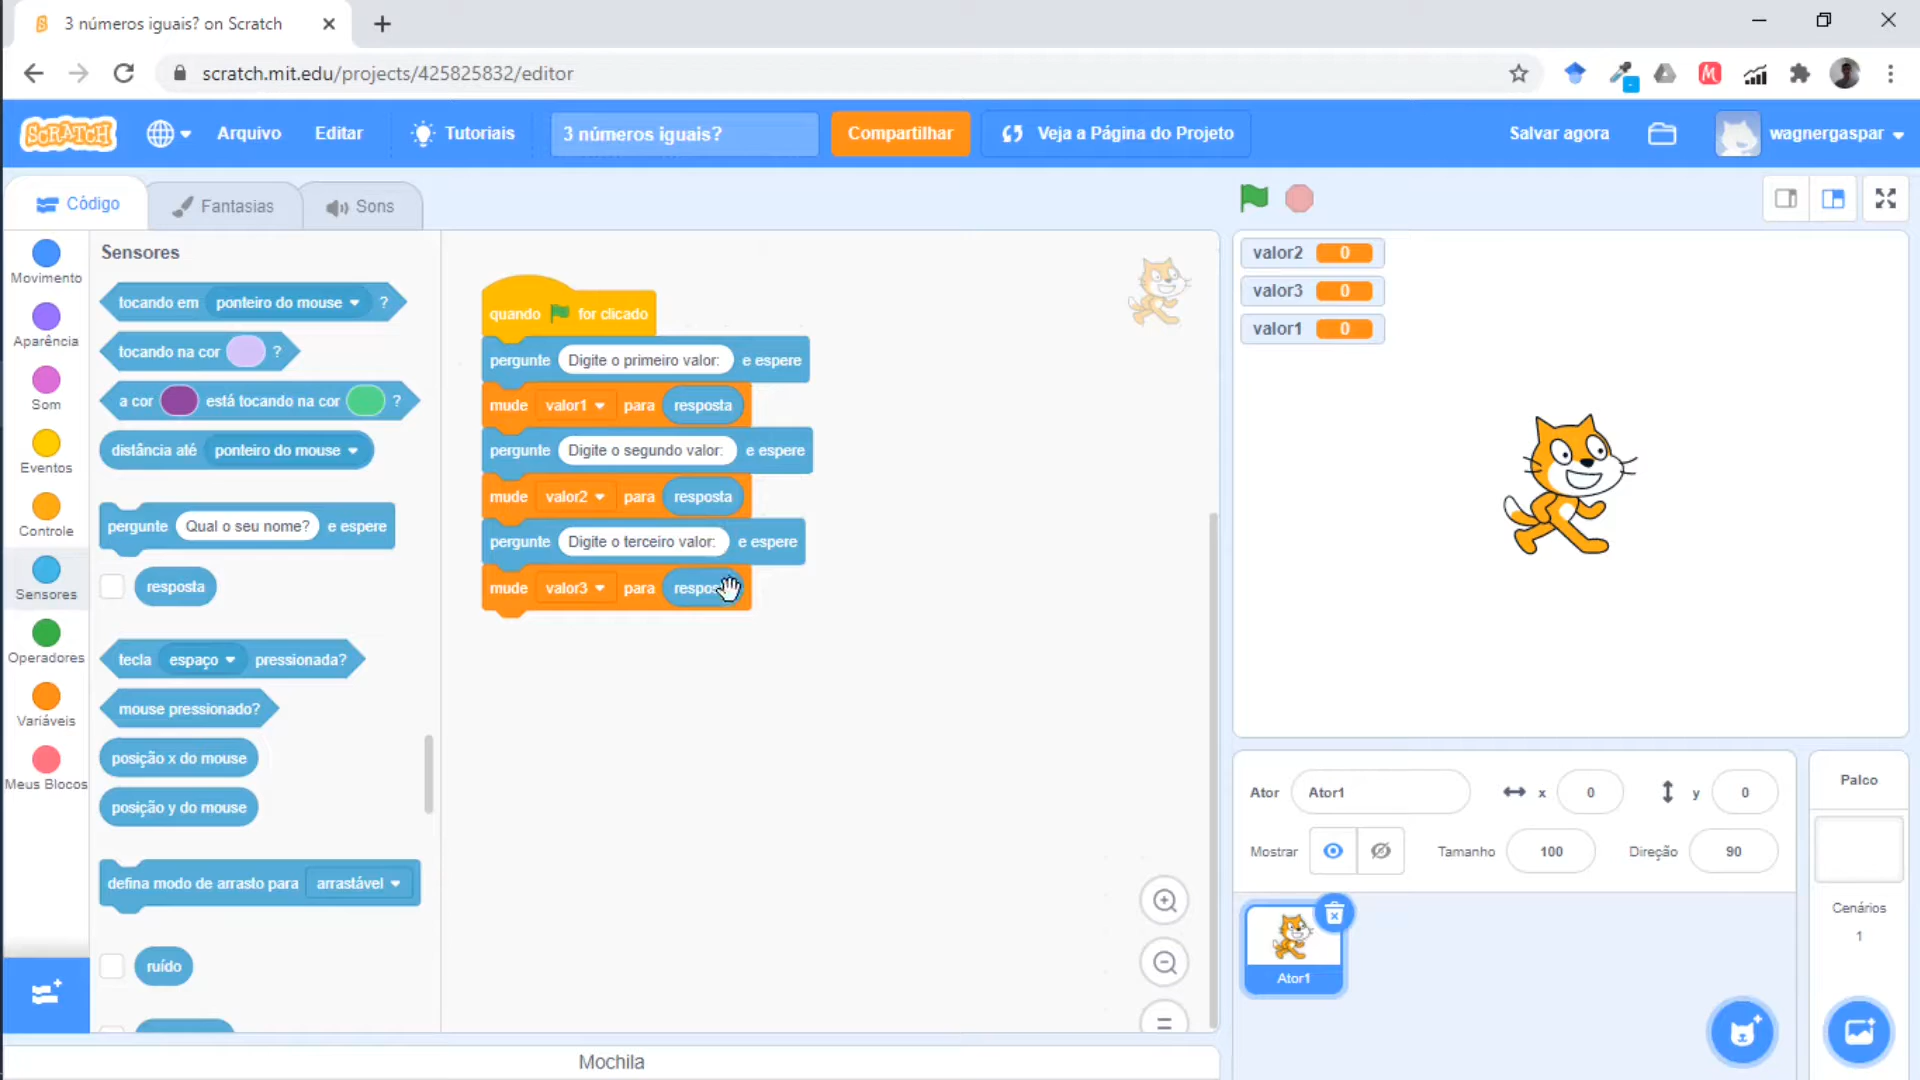 3 números iguais? on Scratch
scratch.mit.edu/projects/425825832/editor
SCRATCH
Arquivo
Editar
Tutoriais
3 números iguais?
Compartilhar
Veja a Página do Projeto
Salvar agora
wagnergaspar
Código
Fantasias
Sons
Movimento
Aparência
Som
Eventos
Controle
Sensores
Operadores
Variáveis
Meus Blocos
Sensores
tocando em ponteiro do mouse ?
tocando na cor ?
a cor está tocando na cor ?
distância até ponteiro do mouse
pergunte Qual o seu nome? e espere
resposta
tecla espaço pressionada?
mouse pressionado?
posição x do mouse
posição y do mouse
defina modo de arrasto para arrastável
ruído
quando for clicado
pergunte Digite o primeiro valor: e espere
mude valor1 para resposta
pergunte Digite o segundo valor: e espere
mude valor2 para resposta
pergunte Digite o terceiro valor: e espere
mude valor3 para
valor2 0
valor3 0
valor1 0
Ator Ator1 x 0 y 0
Mostrar Tamanho 100 Direção 90
Ator1
Palco
Cenários
1
Mochila